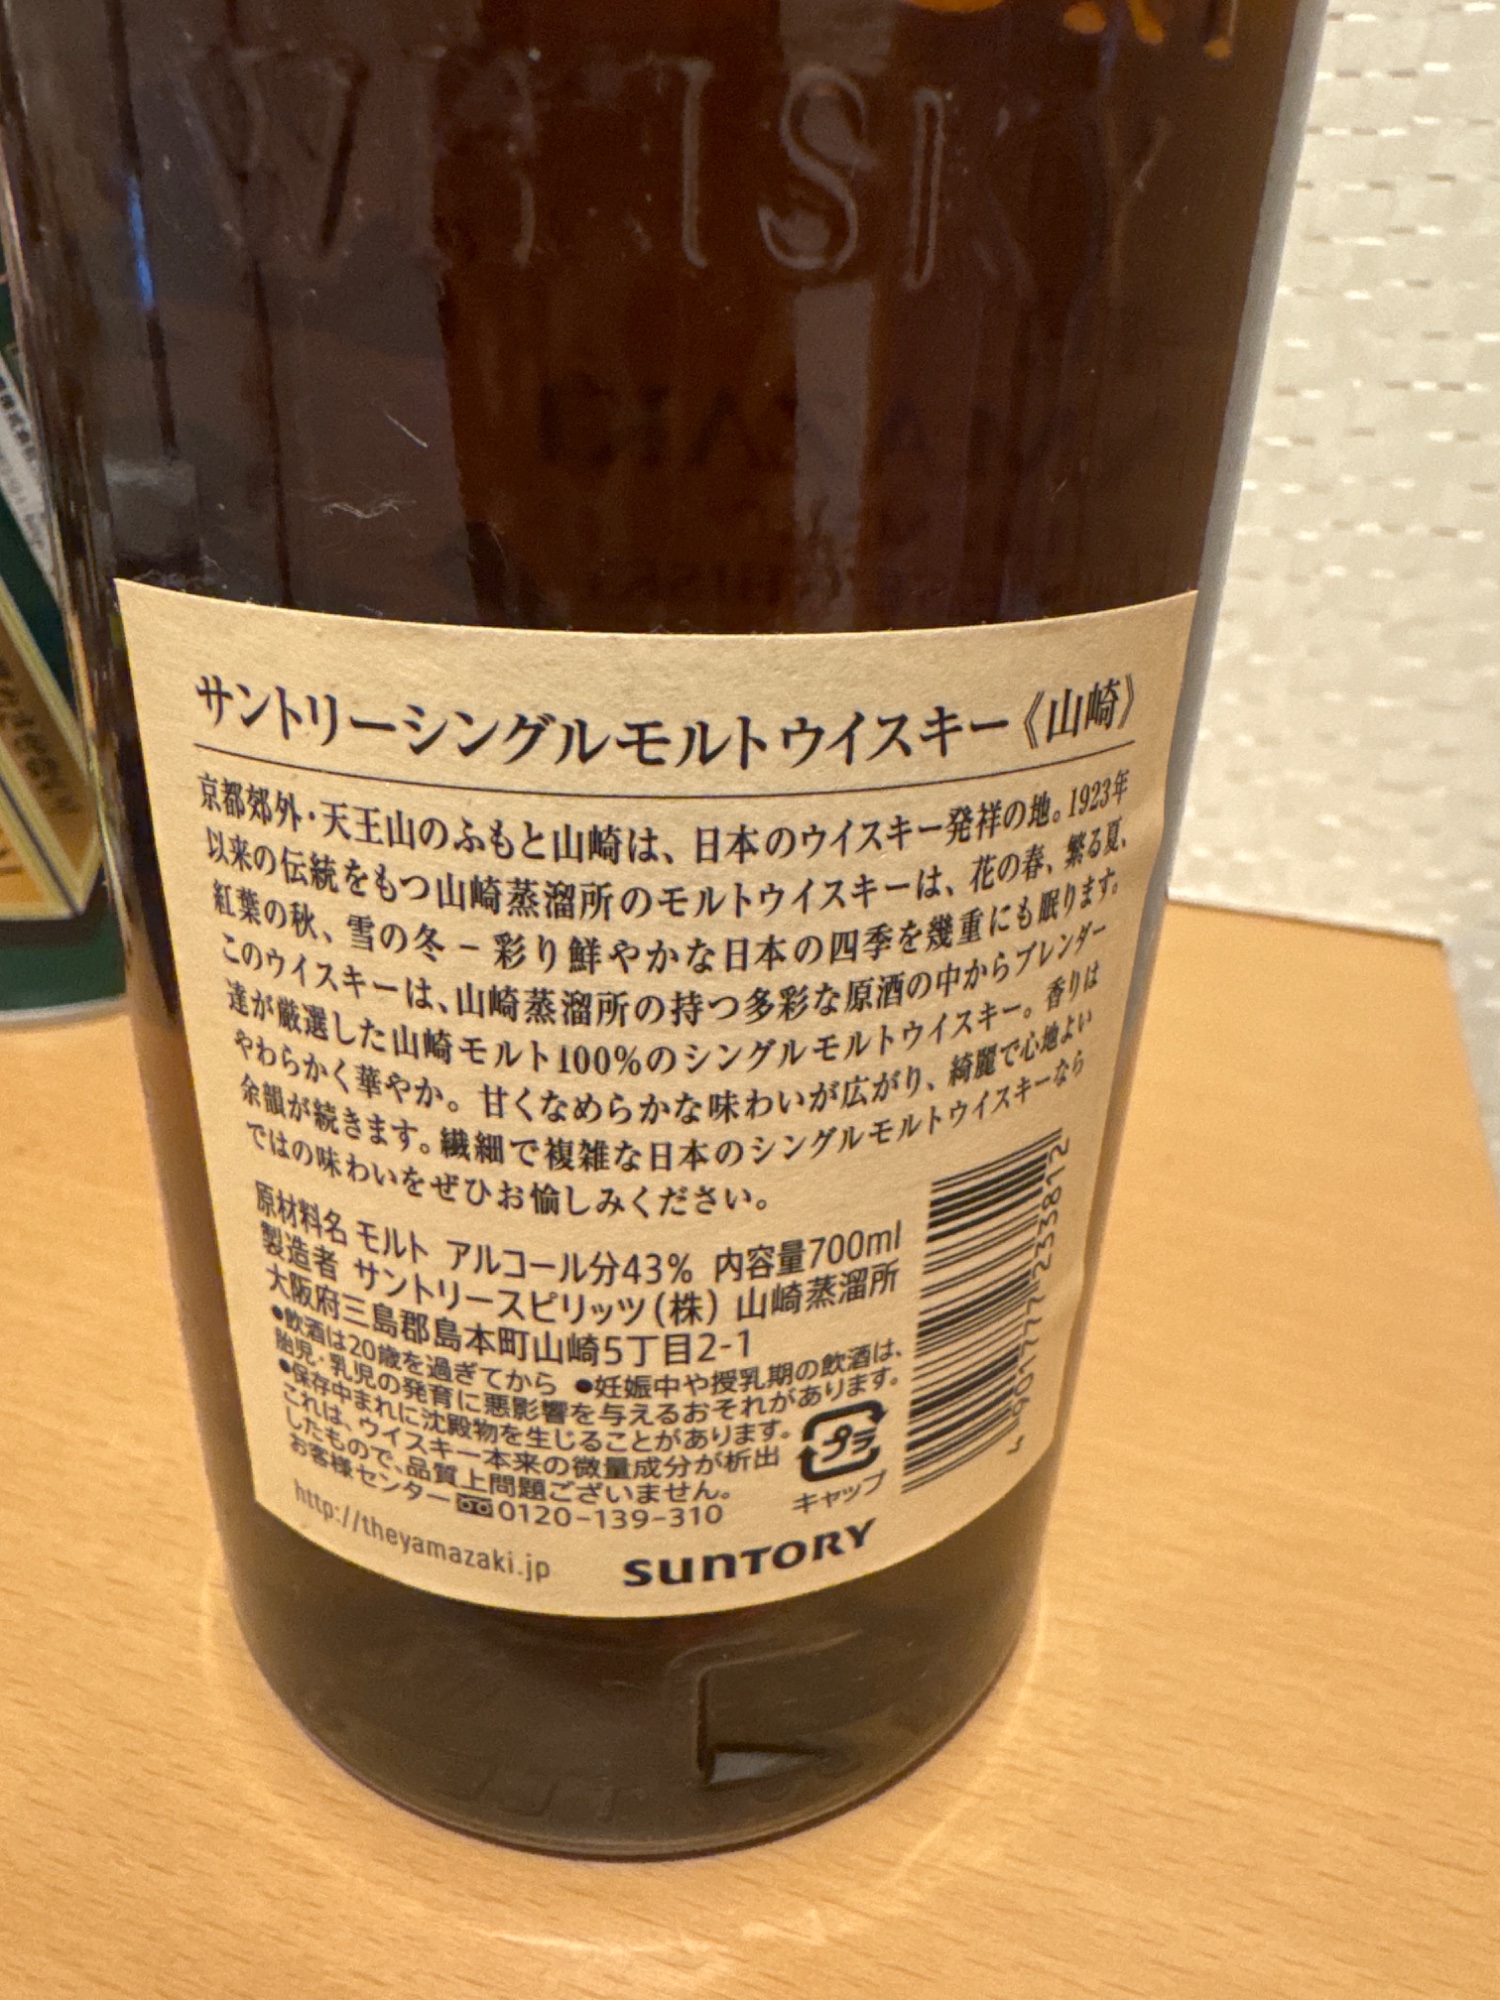 WHISKY
サントリーシングルモルトウイスキー《山崎》
京都郊外・天王山のふもと山崎は、日本のウイスキー発祥の地。1923年
以来の伝統をもつ山崎蒸溜所のモルトウイスキーは、花の春、繁る夏、
紅葉の秋、雪の冬－彩り鮮やかな日本の四季を幾重にも眠ります。
このウイスキーは、山崎蒸溜所の持つ多彩な原酒の中からブレンダー
達が厳選した山崎モルト100%のシングルモルトウイスキー。香りは
やわらかく華やか。甘くなめらかな味わいが広がり、綺麗で心地よい
余韻が続きます。繊細で複雑な日本のシングルモルトウイスキーなら
ではの味わいをぜひお愉しみください。
原材料名 モルト アルコール分43% 内容量700ml
製造者 サントリースピリッツ(株) 山崎蒸溜所
大阪府三島郡島本町山崎5丁目2-1
●飲酒は20歳を過ぎてから ●妊娠中や授乳期の飲酒は、
胎児・乳児の発育に悪影響を与えるおそれがあります。
●保存中まれに沈殿物を生じることがあります。
これは、ウイスキー本来の微量成分が析出
したもので、品質上問題ございません。
お客様センター 0120-139-310
プラ
キャップ
http://theyamazaki.jp
SUNTORY
4901777233812